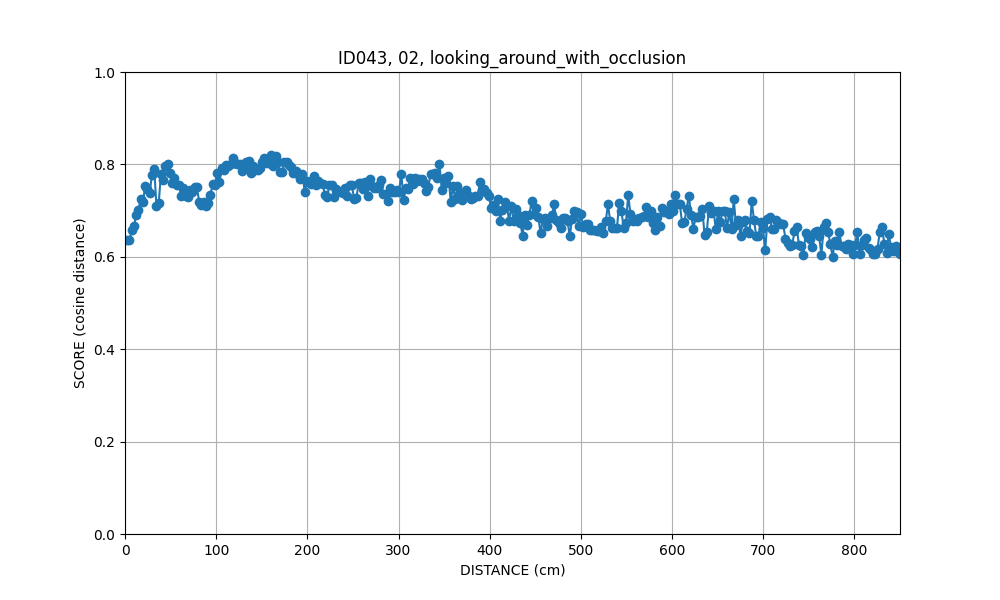 ID043, 02, looking_around_with_occlusion
1.0
0.8
0.6
0.4
0.2
0.0
SCORE (cosine distance)
0 100 200 300 400 500 600 700 800
DISTANCE (cm)